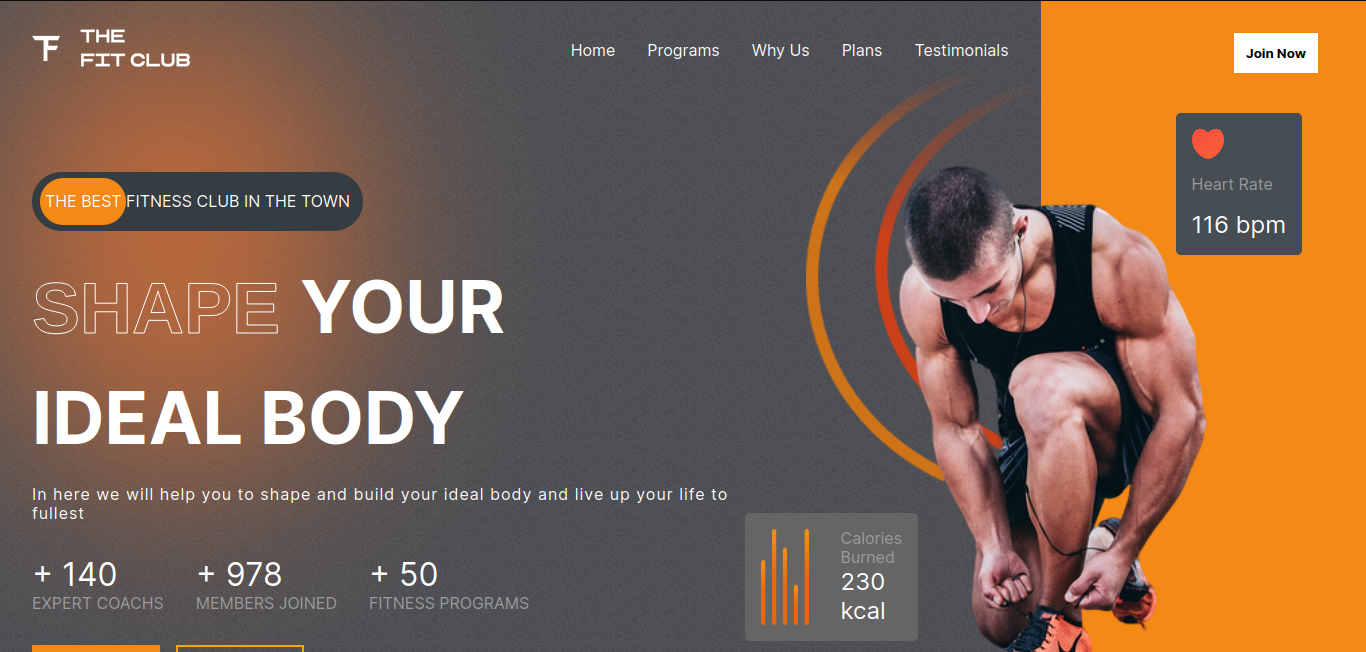 THE
FIT CLUB
Home
Programs
Why Us
Plans
Testimonials
Join Now
Heart Rate
116 bpm
THE BEST FITNESS CLUB IN THE TOWN
SHAPE YOUR
IDEAL BODY
In here we will help you to shape and build your ideal body and live up your life to
fullest
+ 140
EXPERT COACHS
+ 978
MEMBERS JOINED
+ 50
FITNESS PROGRAMS
Calories
Burned
230
kcal